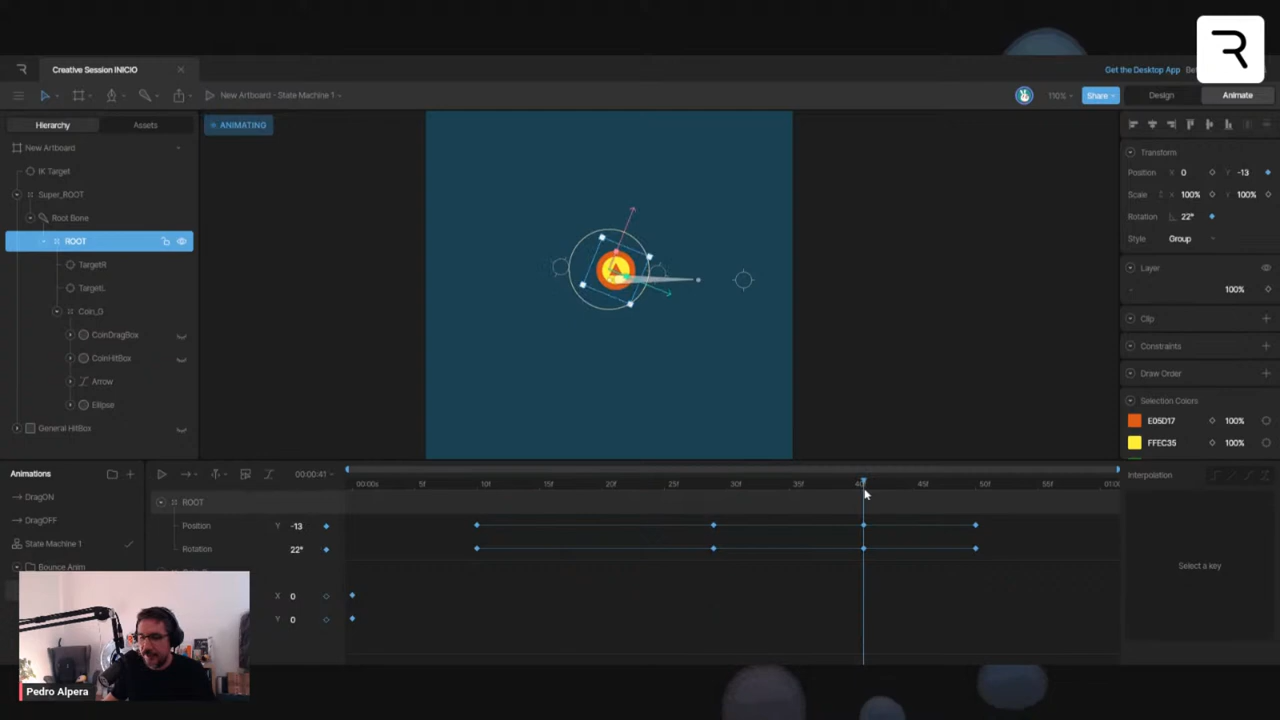 Creative Session INICIO
Get the Desktop App
New Artboard - State Machine 1
110%
Share
Design
Animate
Hierarchy
Assets
ANIMATING
New Artboard
IK Target
Super_ROOT
Root Bone
ROOT
TargetR
TargetL
Coin_D
CoinDragBox
CoinHitBox
Arrow
Ellipse
General HitBox
Transform
Position X 0 Y -13
Scale 100% Y 100%
Rotation 22°
Style Group
Layer
100%
Clip
Constraints
Draw Order
Selection Colors
E05D17 100%
FFEC35 100%
Animations
00:00:41
00:00s 5f 10f 15f 20f 25f 30f 35f 40f 45f 50f 55f
Interpolation
DragON
DragOFF
State Machine 1
Bounce Anim
ROOT
Position Y -13
Rotation 22°
X 0
Y 0
Select a key
Pedro Alpera